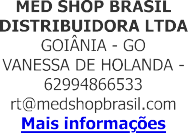 MED SHOP BRASIL
DISTRIBUIDORA LTDA
GOIÂNIA - GO
VANESSA DE HOLANDA -
62994866533
rt@medshopbrasil.com
Mais informações